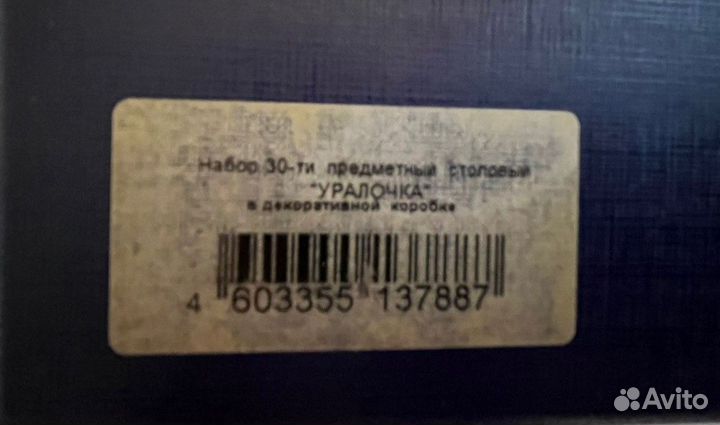 Набор 30-ти предметный столовый
"УРАЛОЧКА"
в декоративной коробке
4 603355 137887
Avito